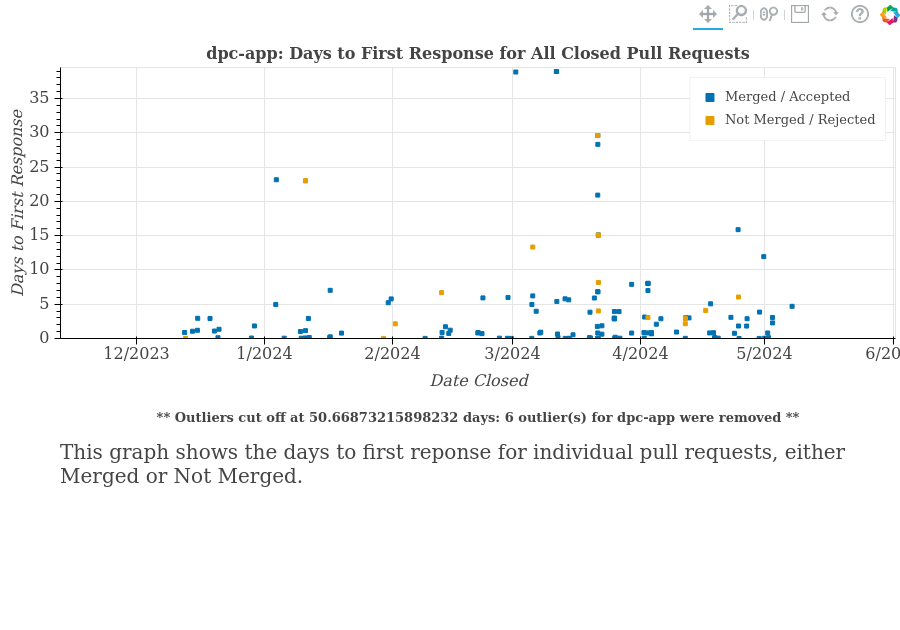 dpc-app: Days to First Response for All Closed Pull Requests
Days to First Response
35
30
25
20
15
10
5
0
Merged / Accepted
Not Merged / Rejected
12/2023
1/2024
2/2024
3/2024
4/2024
5/2024
6/20
Date Closed
** Outliers cut off at 50.66873215898232 days: 6 outlier(s) for dpc-app were removed **
This graph shows the days to first reponse for individual pull requests, either
Merged or Not Merged.